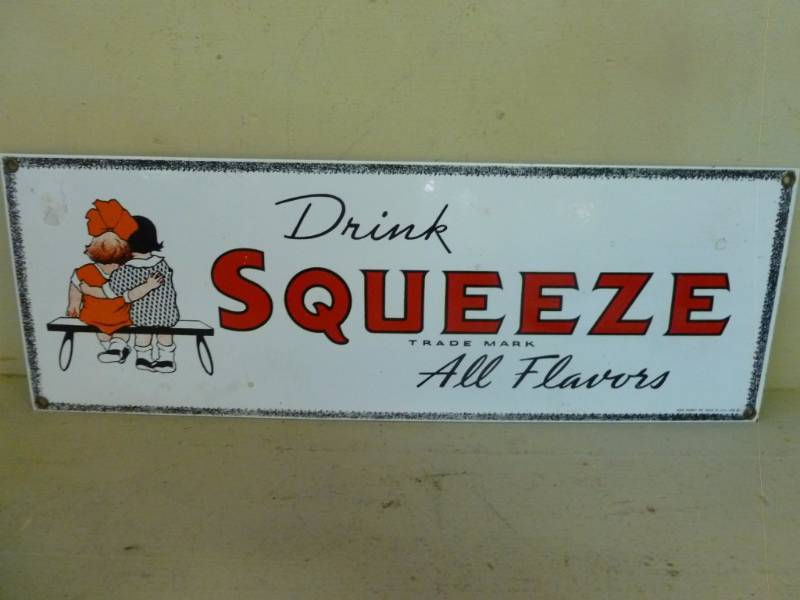 Drink
SQUEEZE
TRADE MARK
All Flavors